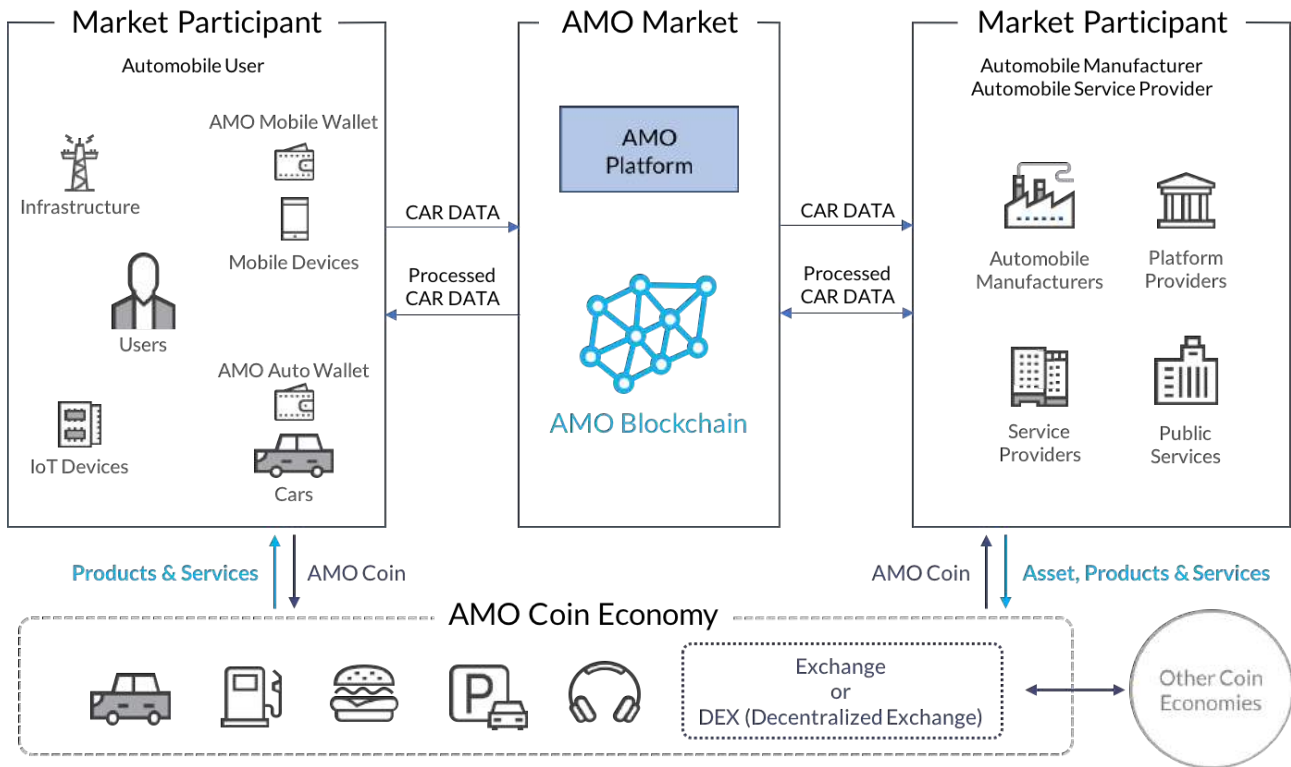 Market Participant
Automobile User
Infrastructure
AMO Mobile Wallet
Mobile Devices
Users
AMO Auto Wallet
IoT Devices
Cars
CAR DATA
Processed
CAR DATA
AMO Market
AMO
Platform
AMO Blockchain
CAR DATA
Processed
CAR DATA
Market Participant
Automobile Manufacturer
Automobile Service Provider
Automobile
Manufacturers
Platform
Providers
Service
Providers
Public
Services
Products & Services
AMO Coin
AMO Coin
Asset, Products & Services
AMO Coin Economy
P
Exchange
or
DEX (Decentralized Exchange)
Other Coin
Economies